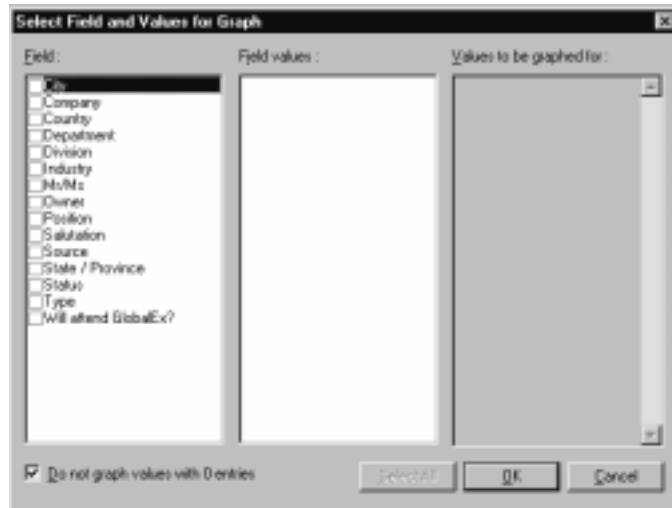 Select Field and Values for Graph
Field :
Field values :
Values to be graphed for :
City
Company
Country
Department
Division
Industry
Mr/Ms
Owner
Position
Salutation
Source
State / Province
Status
Type
Will attend GlobalEx?
Do not graph values with 0 entries
Select All
OK
Cancel